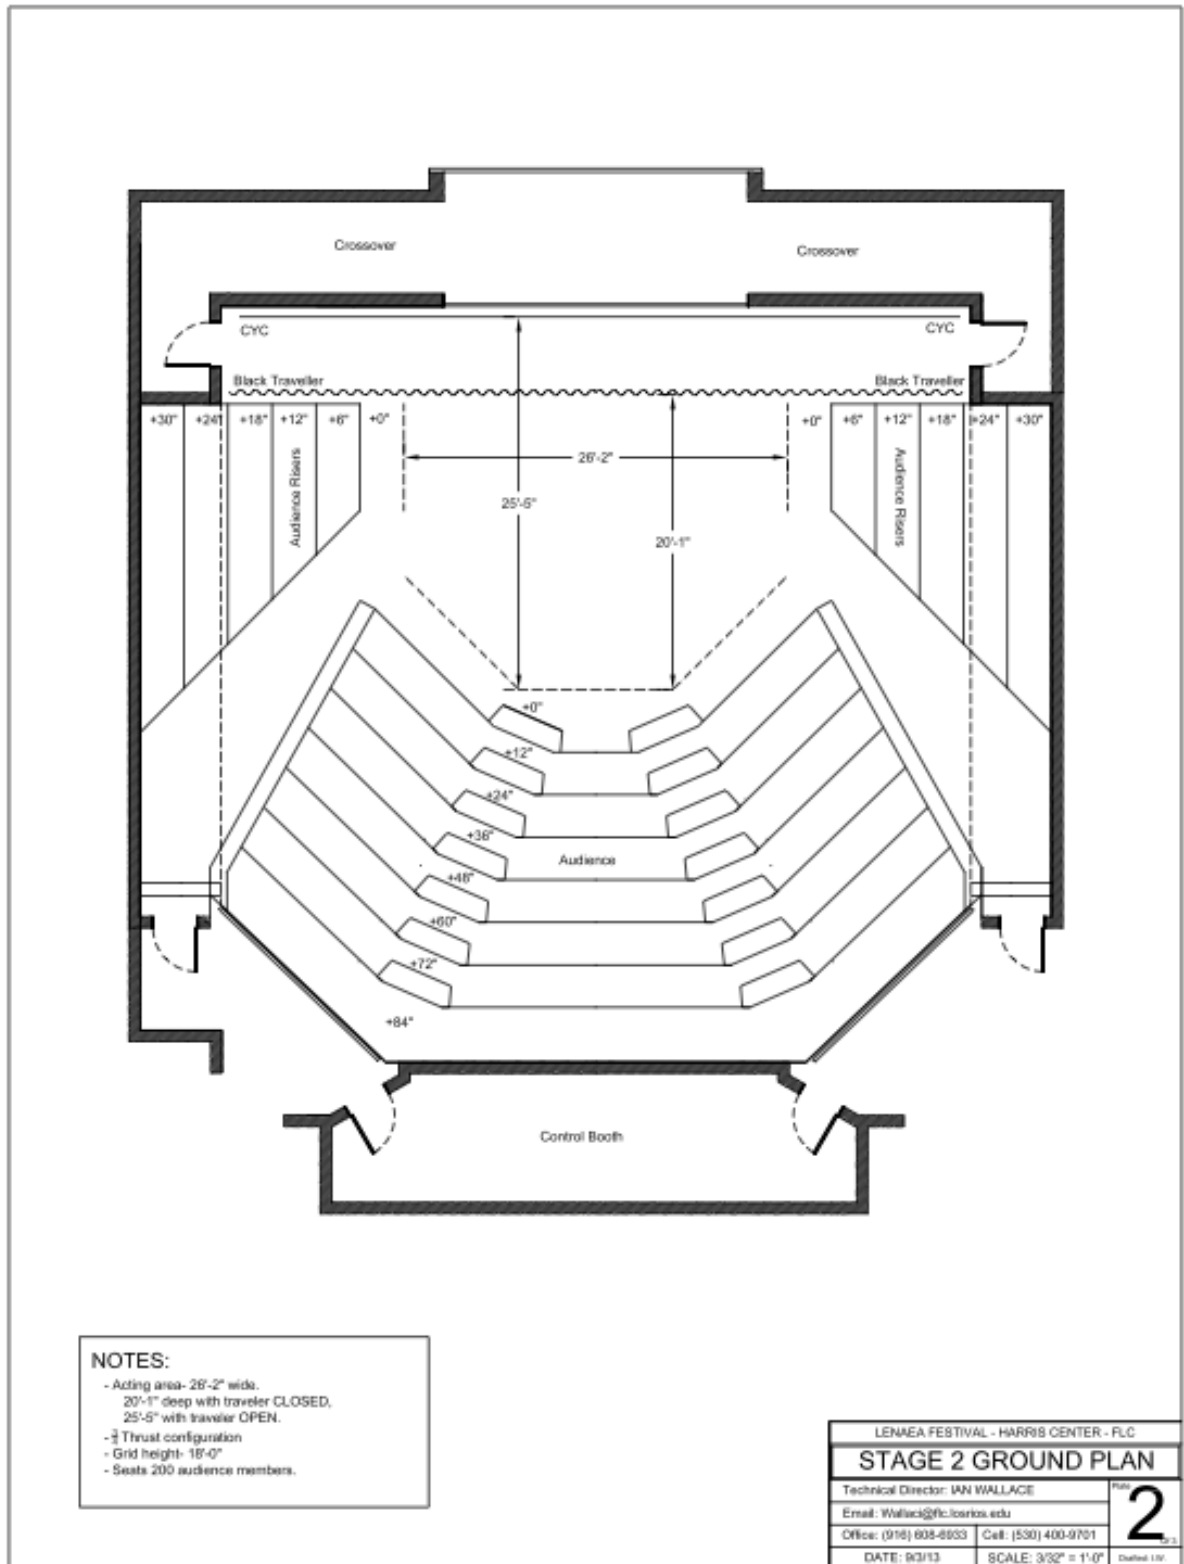 Crossover
Crossover
CYC
CYC
Black Traveller
Black Traveller
+30" +24" +18" +12" +6" +0"
+0" +6" +12" +18" +24" +30"
Audience Risers
Audience Risers
26'-2"
25'-5"
20'-1"
+0"
+12"
+24"
+36"
Audience
+48"
+60"
+72"
+84"
Control Booth
NOTES:
- Acting area- 26'-2" wide.
20'-1" deep with traveler CLOSED,
25'-5" with traveler OPEN.
- Thrust configuration
- Grid height- 18'-0"
- Seats 200 audience members.
LENAEA FESTIVAL - HARRIS CENTER - FLC
STAGE 2 GROUND PLAN
Technical Director: IAN WALLACE
Plate
2
Email: Wallaci@flc.losrios.edu
Office: (916) 608-6933
Cell: (530) 400-9701
DATE: 9/3/13
SCALE: 3/32" = 1'-0"
Drafted: I.W.